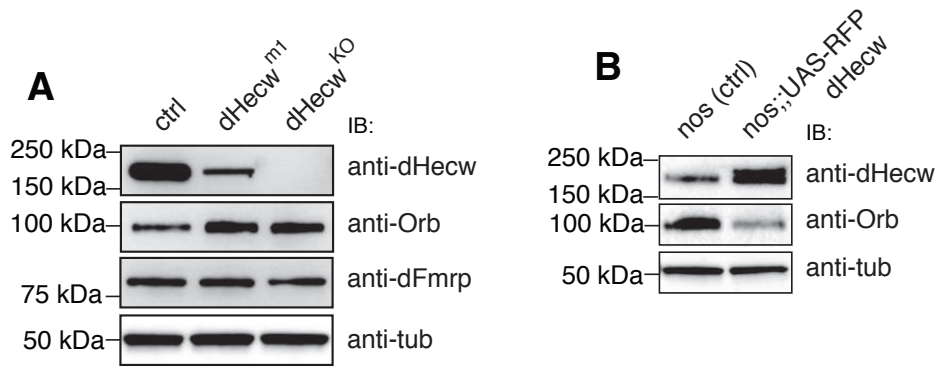 A
ctrl
dHecw m1
dHecw KO
IB:
250 kDa
150 kDa
anti-dHecw
100 kDa
anti-Orb
75 kDa
anti-dFmrp
50 kDa
anti-tub
B
nos (ctrl)
nos;;UAS-RFP
dHecw
IB:
250 kDa
150 kDa
anti-dHecw
100 kDa
anti-Orb
50 kDa
anti-tub